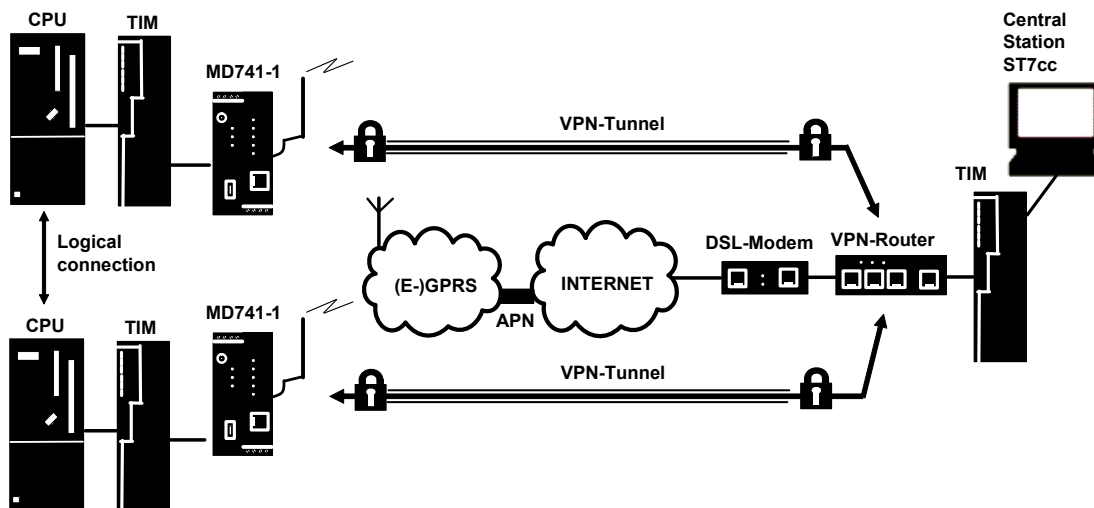 CPU
TIM
MD741-1
Central
Station
ST7cc
VPN-Tunnel
TIM
Logical
connection
(E-)GPRS
APN
INTERNET
DSL-Modem
VPN-Router
CPU
TIM
MD741-1
VPN-Tunnel